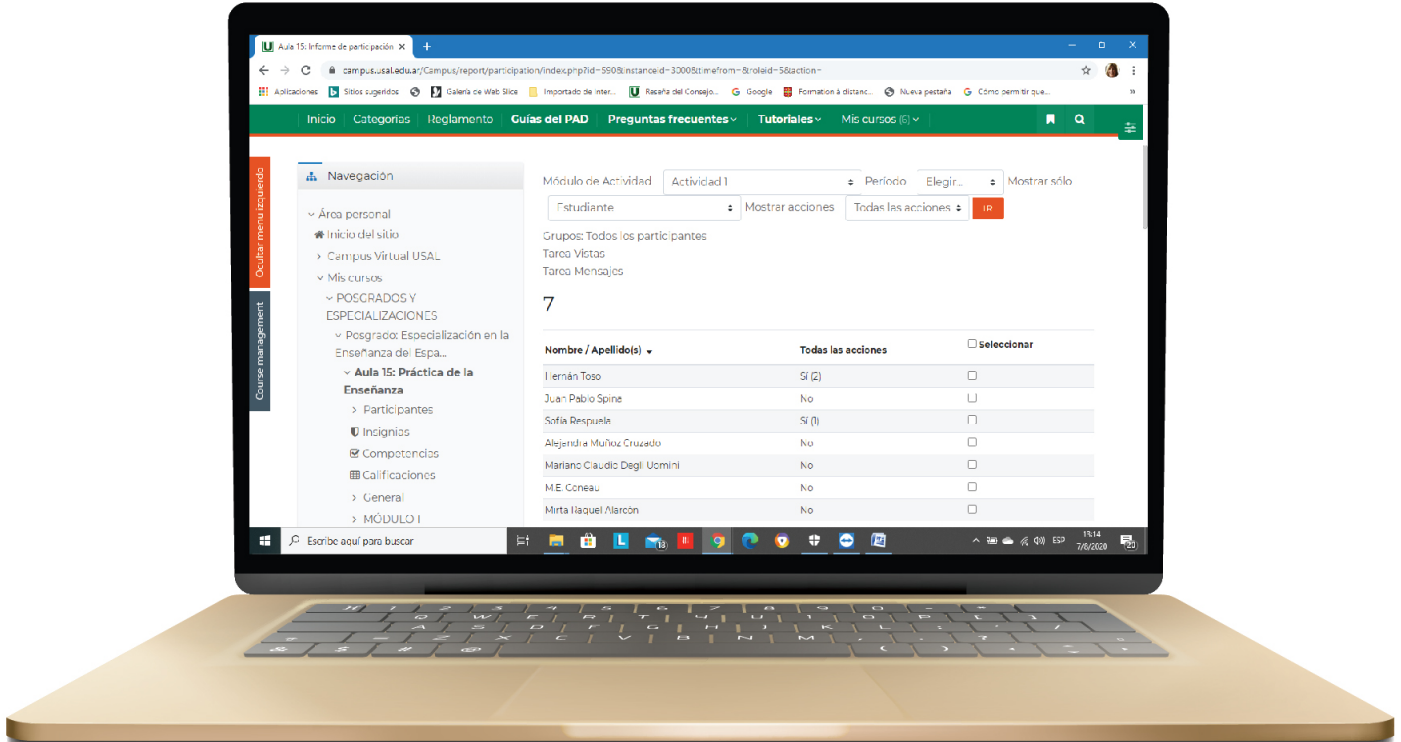 Aula 15: Informe de participación
campus.usal.edu.ar/Campus/report/participation/index.php?id=590&instanceid=3000&timefrom=&roleid=5&action=
Aplicaciones Sitios sugeridos Galería de Web Slice Importado de Inter... Reseña del Consejo... Google Formation à distanc... Nueva pestaña Cómo permitir que...
Inicio Categorías Reglamento Guías del PAD Preguntas frecuentes Tutoriales Mis cursos (6)
Ocultar menu izquierdo
Course management
Navegación
Área personal
Inicio del sitio
Campus Virtual USAL
Mis cursos
POSGRADOS Y
ESPECIALIZACIONES
Posgrado: Especialización en la
Enseñanza del Espa...
Aula 15: Práctica de la
Enseñanza
Participantes
Insignias
Competencias
Calificaciones
General
MÓDULO I
Módulo de Actividad Actividad 1 Período Elegir... Mostrar sólo
Estudiante Mostrar acciones Todas las acciones IR
Grupos: Todos los participantes
Tarea Vistas
Tarea Mensajes
7
Nombre / Apellido(s) Todas las acciones Seleccionar
Hernán Toso Sí (2)
Juan Pablo Spina No
Sofía Respuela Sí (1)
Alejandra Muñoz Cruzado No
Mariano Claudio Degli Uomini No
M.E. Coneau No
Mirta Raquel Alarcón No
Escribe aquí para buscar ESP 13:14
7/8/2020